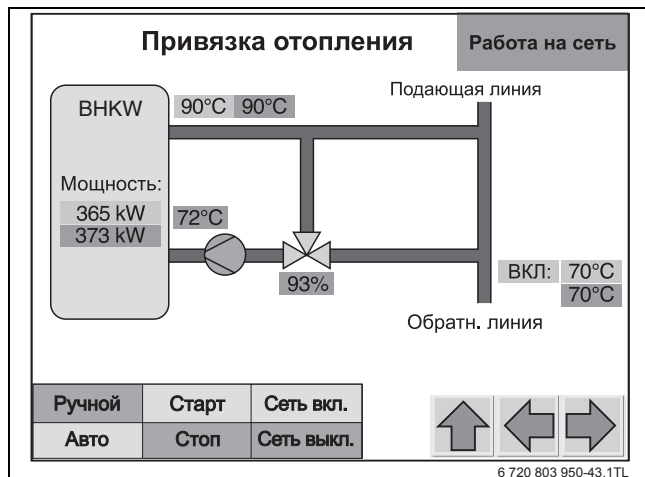 Привязка отопления
Работа на сеть
Подающая линия
BHKW
90°C 90°C
Мощность:
365 kW
373 kW
72°C
93%
ВКЛ: 70°C
70°C
Обратн. линия
Ручной Старт Сеть вкл.
Авто Стоп Сеть выкл.
6 720 803 950-43.1TL